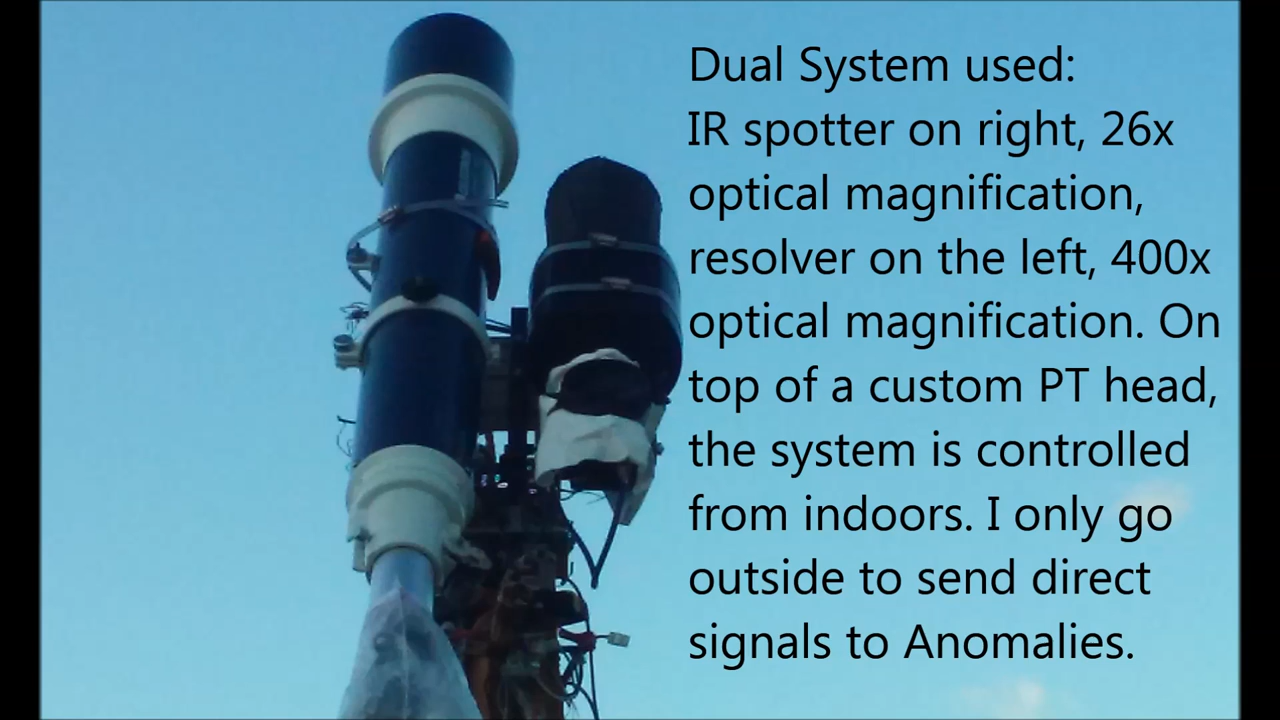 Dual System used:
IR spotter on right, 26x
optical magnification,
resolver on the left, 400x
optical magnification. On
top of a custom PT head,
the system is controlled
from indoors. I only go
outside to send direct
signals to Anomalies.